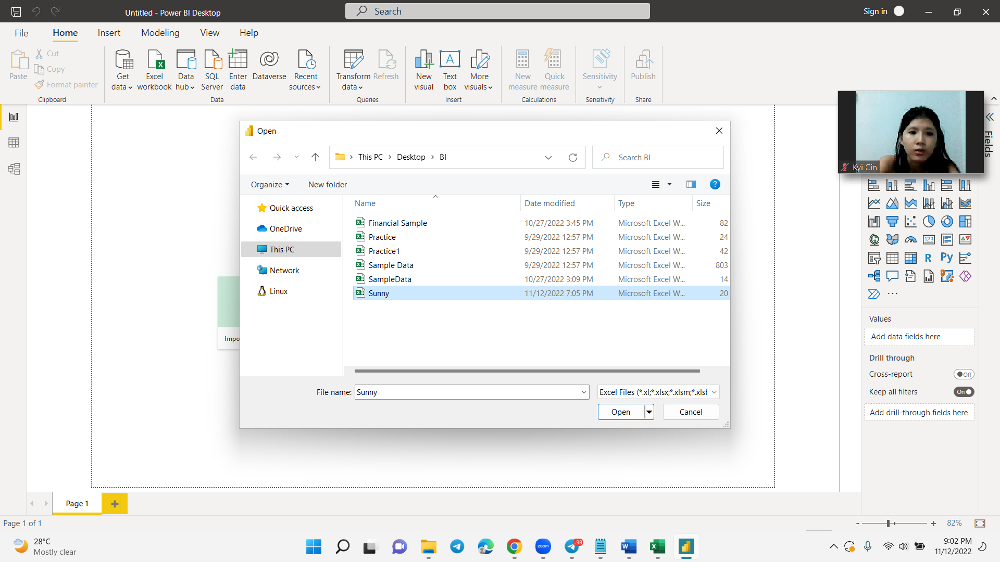 Untitled - Power BI Desktop
Search
Sign in
File
Home
Insert
Modeling
View
Help
Paste
Cut
Copy
Format painter
Clipboard
Get data
Excel workbook
Data hub
SQL Server
Enter data
Dataverse
Recent sources
Data
Transform data
Refresh
Queries
New visual
Text box
More visuals
Insert
New measure
Quick measure
Calculations
Sensitivity
Sensitivity
Publish
Share
Kyi Cin
Fields
Open
This PC > Desktop > BI
Search BI
Organize
New folder
Quick access
OneDrive
This PC
Network
Linux
Name Date modified Type Size
Financial Sample 10/27/2022 3:45 PM Microsoft Excel W... 82
Practice 9/29/2022 12:57 PM Microsoft Excel W... 24
Practice1 9/29/2022 12:57 PM Microsoft Excel W... 42
Sample Data 9/29/2022 12:57 PM Microsoft Excel W... 803
SampleData 10/27/2022 3:09 PM Microsoft Excel W... 14
Sunny 11/12/2022 7:05 PM Microsoft Excel W... 20
Impo
File name: Sunny
Excel Files (*.xl;*.xlsx;*.xlsm;*.xlsb
Open
Cancel
123
R
Py
...
Values
Add data fields here
Drill through
Cross-report
Off
Keep all filters
On
Add drill-through fields here
Page 1
Page 1 of 1
- + 82%
28°C
Mostly clear
zoom
..98
9:02 PM
11/12/2022